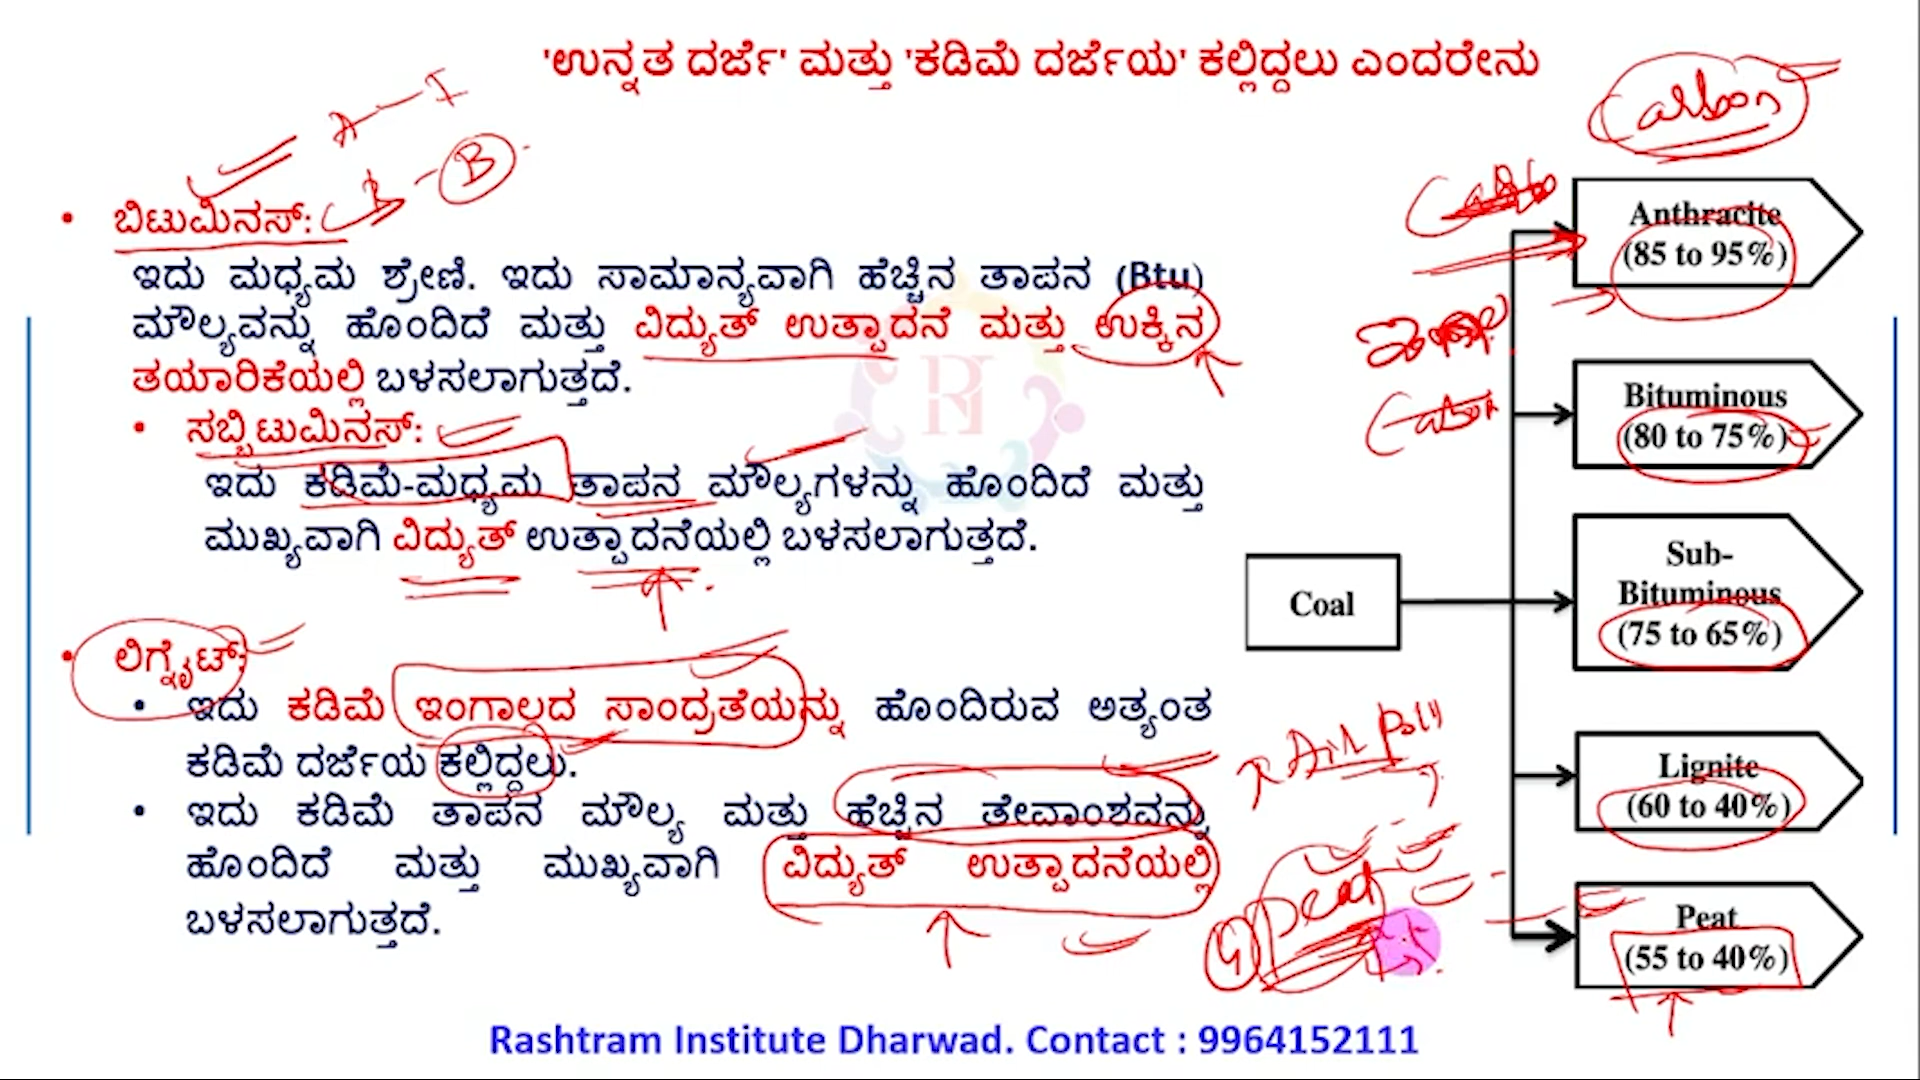 'ಉನ್ನತ ದರ್ಜೆ' ಮತ್ತು 'ಕಡಿಮೆ ದರ್ಜೆಯ' ಕಲ್ಲಿದ್ದಲು ಎಂದರೇನು
B
• ಬಿಟುಮಿನಸ್:
ಇದು ಮಧ್ಯಮ ಶ್ರೇಣಿ. ಇದು ಸಾಮಾನ್ಯವಾಗಿ ಹೆಚ್ಚಿನ ತಾಪನ (Btu)
ಮೌಲ್ಯವನ್ನು ಹೊಂದಿದೆ ಮತ್ತು ವಿದ್ಯುತ್ ಉತ್ಪಾದನೆ ಮತ್ತು ಉಕ್ಕಿನ
ತಯಾರಿಕೆಯಲ್ಲಿ ಬಳಸಲಾಗುತ್ತದೆ.
• ಸಬ್ಬಿಟುಮಿನಸ್:
ಇದು ಕಡಿಮೆ-ಮಧ್ಯಮ ತಾಪನ ಮೌಲ್ಯಗಳನ್ನು ಹೊಂದಿದೆ ಮತ್ತು
ಮುಖ್ಯವಾಗಿ ವಿದ್ಯುತ್ ಉತ್ಪಾದನೆಯಲ್ಲಿ ಬಳಸಲಾಗುತ್ತದೆ.
• ಲಿಗ್ನೈಟ್:
• ಇದು ಕಡಿಮೆ ಇಂಗಾಲದ ಸಾಂದ್ರತೆಯನ್ನು ಹೊಂದಿರುವ ಅತ್ಯಂತ
ಕಡಿಮೆ ದರ್ಜೆಯ ಕಲ್ಲಿದ್ದಲು.
• ಇದು ಕಡಿಮೆ ತಾಪನ ಮೌಲ್ಯ ಮತ್ತು ಹೆಚ್ಚಿನ ತೇವಾಂಶವನ್ನು
ಹೊಂದಿದೆ ಮತ್ತು ಮುಖ್ಯವಾಗಿ ವಿದ್ಯುತ್ ಉತ್ಪಾದನೆಯಲ್ಲಿ
ಬಳಸಲಾಗುತ್ತದೆ.
Coal
Anthracite
(85 to 95%)
Bituminous
(80 to 75%)
Sub-
Bituminous
(75 to 65%)
Lignite
(60 to 40%)
Peat
(55 to 40%)
Peat
Rashtram Institute Dharwad. Contact : 9964152111